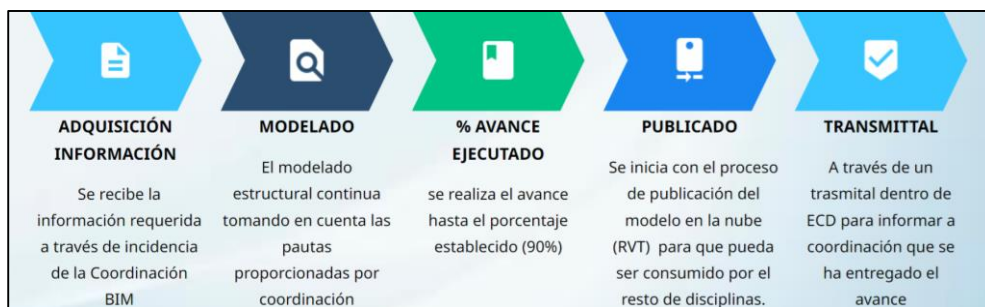 ADQUISICIÓN
INFORMACIÓN
Se recibe la
información requerida
a través de incidencia
de la Coordinación
BIM
MODELADO
El modelado
estructural continua
tomando en cuenta las
pautas
proporcionadas por
coordinación
% AVANCE
EJECUTADO
se realiza el avance
hasta el porcentaje
establecido (90%)
PUBLICADO
Se inicia con el proceso
de publicación del
modelo en la nube
(RVT) para que pueda
ser consumido por el
resto de disciplinas.
TRANSMITTAL
A través de un
trasmital dentro de
ECD para informar a
coordinación que se
ha entregado el
avance